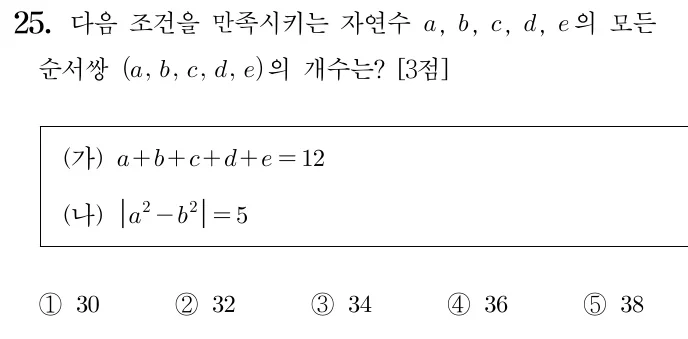 25. 다음 조건을 만족시키는 자연수 a, b, c, d, e의 모든
순서쌍 (a, b, c, d, e)의 개수는? [3점]
(가) a+b+c+d+e=12
(나) |a²-b²|=5
① 30 ② 32 ③ 34 ④ 36 ⑤ 38